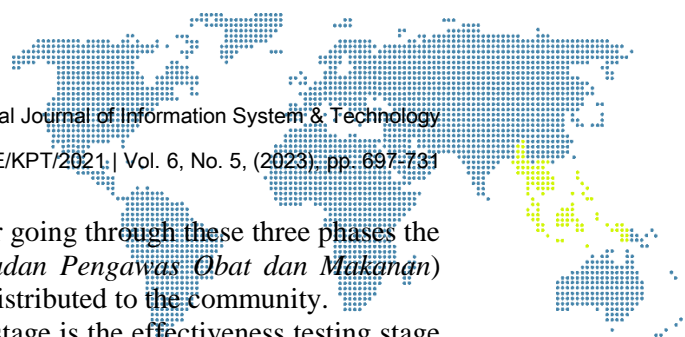 al Journal of Information System & Technology
E/KPT/2021 | Vol. 6, No. 5, (2023), pp. 697-731
r going through these three phases the
adan Pengawas Obat dan Makanan)
istributed to the community.
stage is the effectiveness testing stage